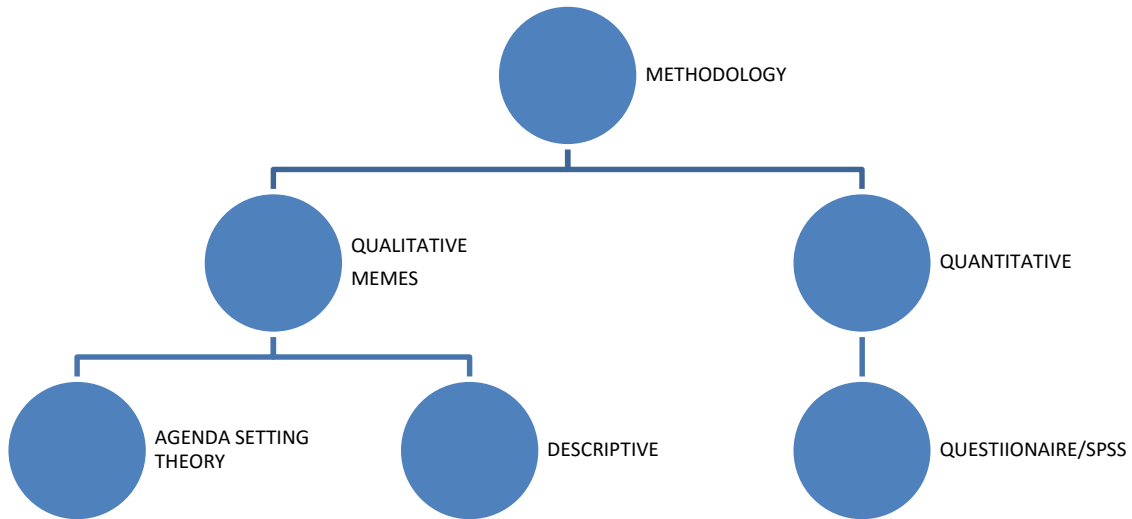 METHODOLOGY
QUALITATIVE
MEMES
QUANTITATIVE
AGENDA SETTING
THEORY
DESCRIPTIVE
QUESTIIONAIRE/SPSS